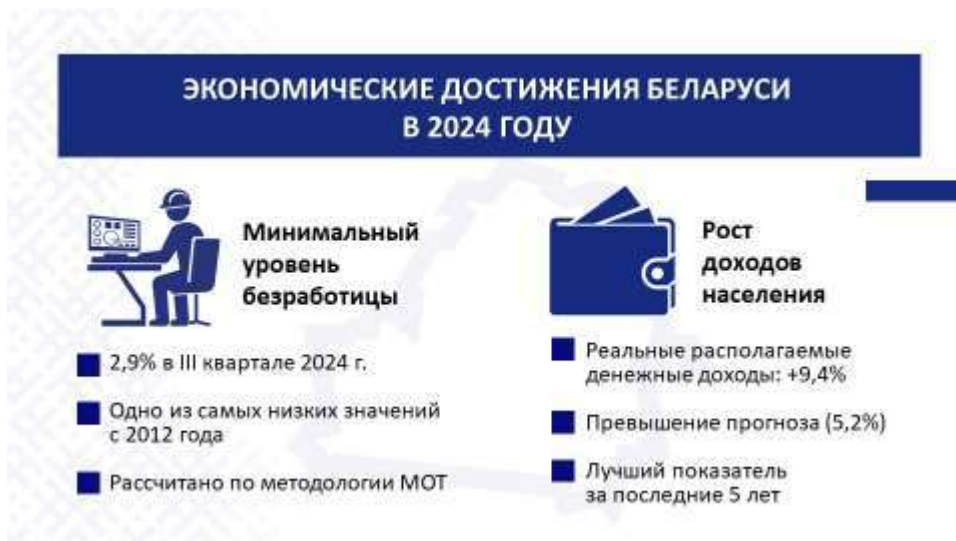 ЭКОНОМИЧЕСКИЕ ДОСТИЖЕНИЯ БЕЛАРУСИ
В 2024 ГОДУ
Минимальный
уровень
безработицы
2,9% в III квартале 2024 г.
Одно из самых низких значений
с 2012 года
Рассчитано по методологии МОТ
Рост
доходов
населения
Реальные располагаемые
денежные доходы: +9,4%
Превышение прогноза (5,2%)
Лучший показатель
за последние 5 лет